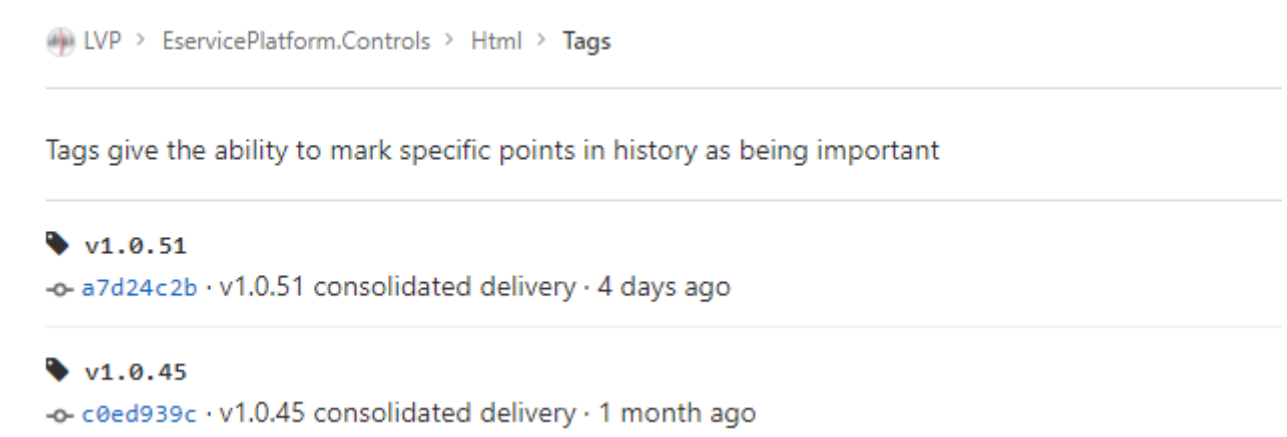 LVP > EservicePlatform.Controls > Html > Tags
Tags give the ability to mark specific points in history as being important
v1.0.51
a7d24c2b · v1.0.51 consolidated delivery · 4 days ago
v1.0.45
c0ed939c · v1.0.45 consolidated delivery · 1 month ago